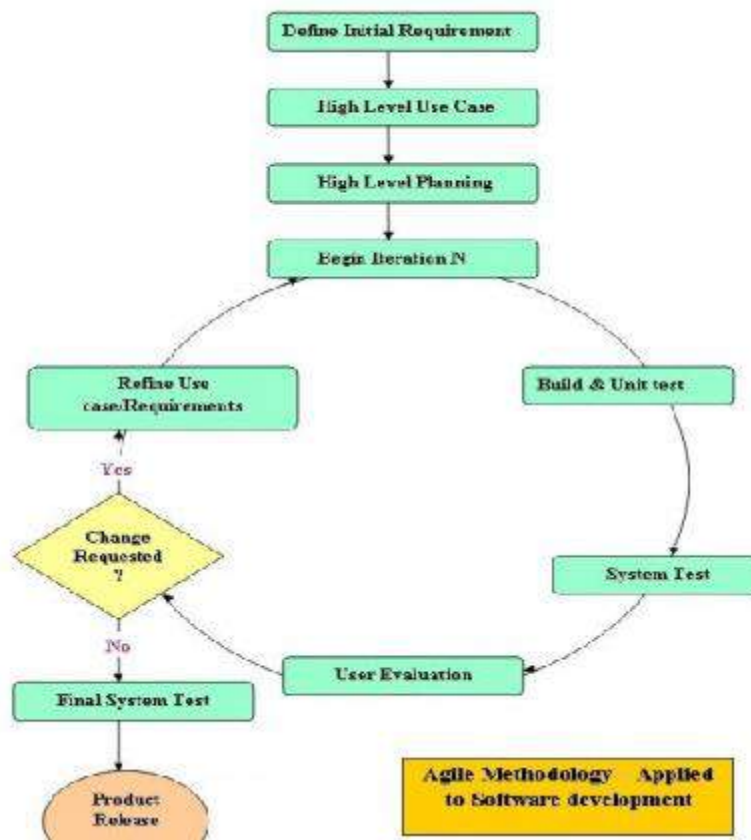 Define Initial Requirement
High Level Use Case
High Level Planning
Begin Iteration N
Refine Use
case/Requirements
Build & Unit test
Yes
Change
Requested
?
System Test
No
User Evaluation
Final System Test
Agile Methodology Applied
to Software development
Product
Release